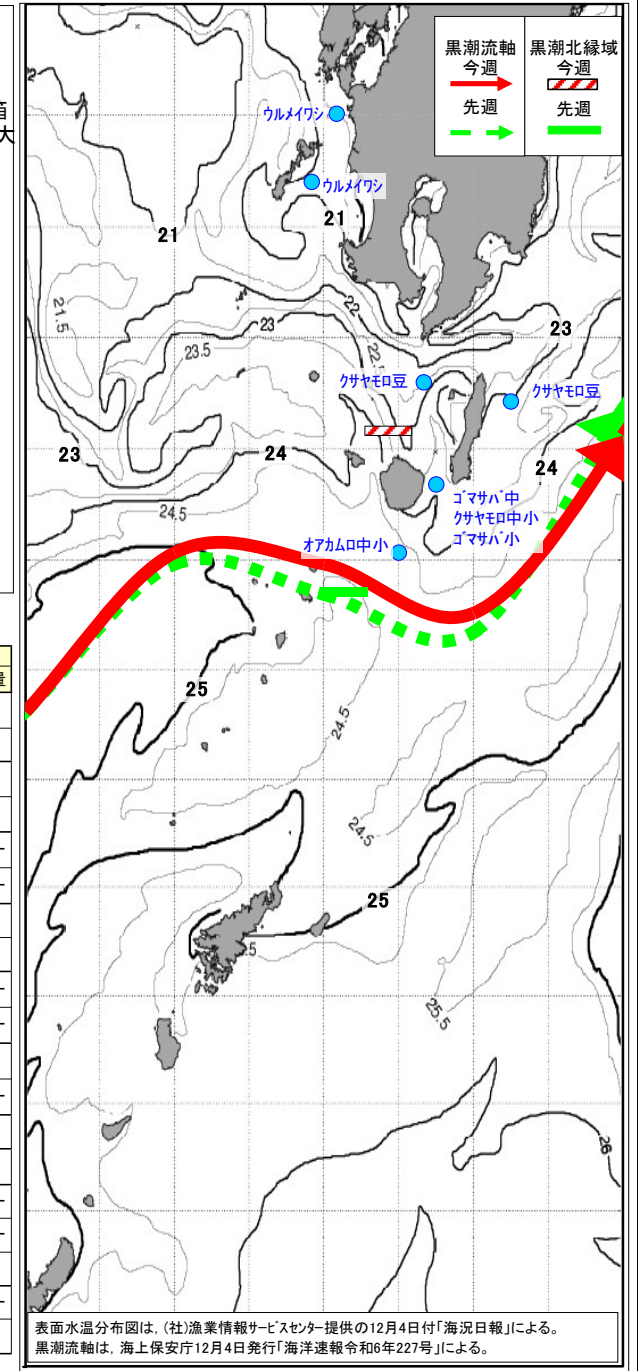 箱
大
量
黒潮流軸
今週
先週
黒潮北縁域
今週
先週
ウルメイワシ
ウルメイワシ
21
21
21.5
22
23
23
23.5
22.5
クサヤモロ豆
クサヤモロ豆
23
24
24
24.5
ゴマサバ中
クサヤモロ中小
ゴマサバ小
オアカムロ中小
25
24.5
24.5
25
25.5
26
表面水温分布図は, (社)漁業情報サービスセンター提供の12月4日付「海況日報」による。
黒潮流軸は, 海上保安庁12月4日発行「海洋速報令和6年227号」による。